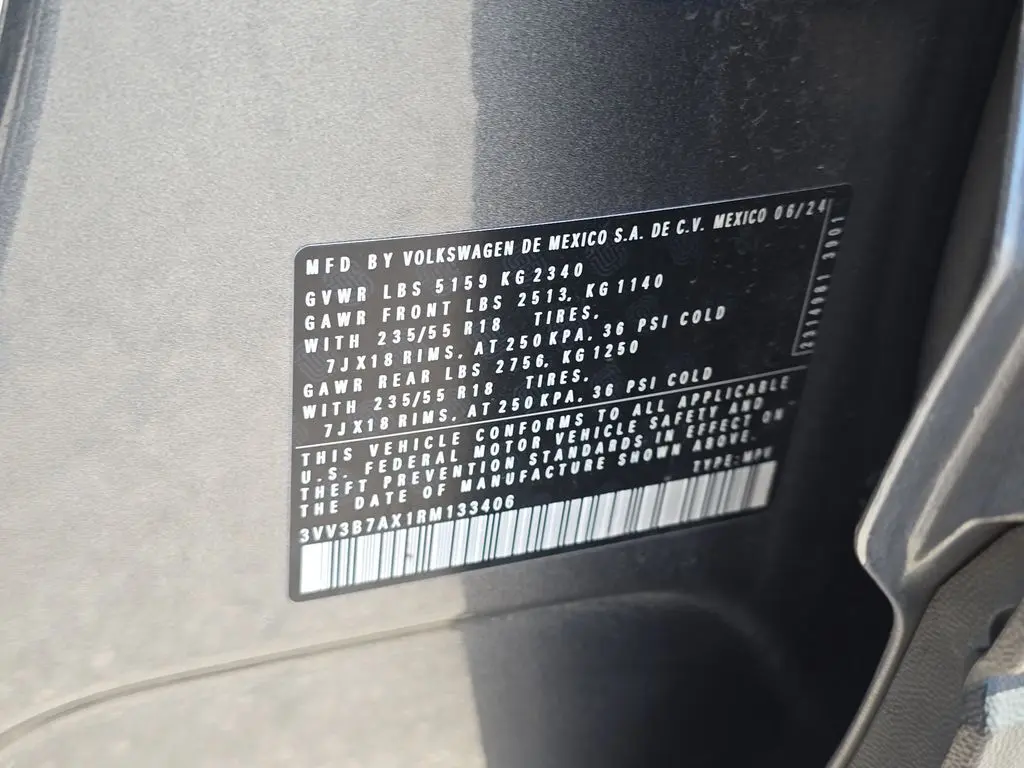 MFD BY VOLKSWAGEN DE MEXICO S.A. DE C.V. MEXICO 06/24
GVWR LBS 5159 KG 2340
GAWR FRONT LBS 2513, KG 1140
WITH 235/55 R18 TIRES,
7JX18 RIMS, AT 250 KPA, 36 PSI COLD
GAWR REAR LBS 2756, KG 1250
WITH 235/55 R18 TIRES,
7JX18 RIMS, AT 250 KPA, 36 PSI COLD
THIS VEHICLE CONFORMS TO ALL APPLICABLE
U.S. FEDERAL MOTOR VEHICLE SAFETY AND
THEFT PREVENTION STANDARDS IN EFFECT ON
THE DATE OF MANUFACTURE SHOWN ABOVE.
3VV3B7AX1RM133406
TYPE: MPV